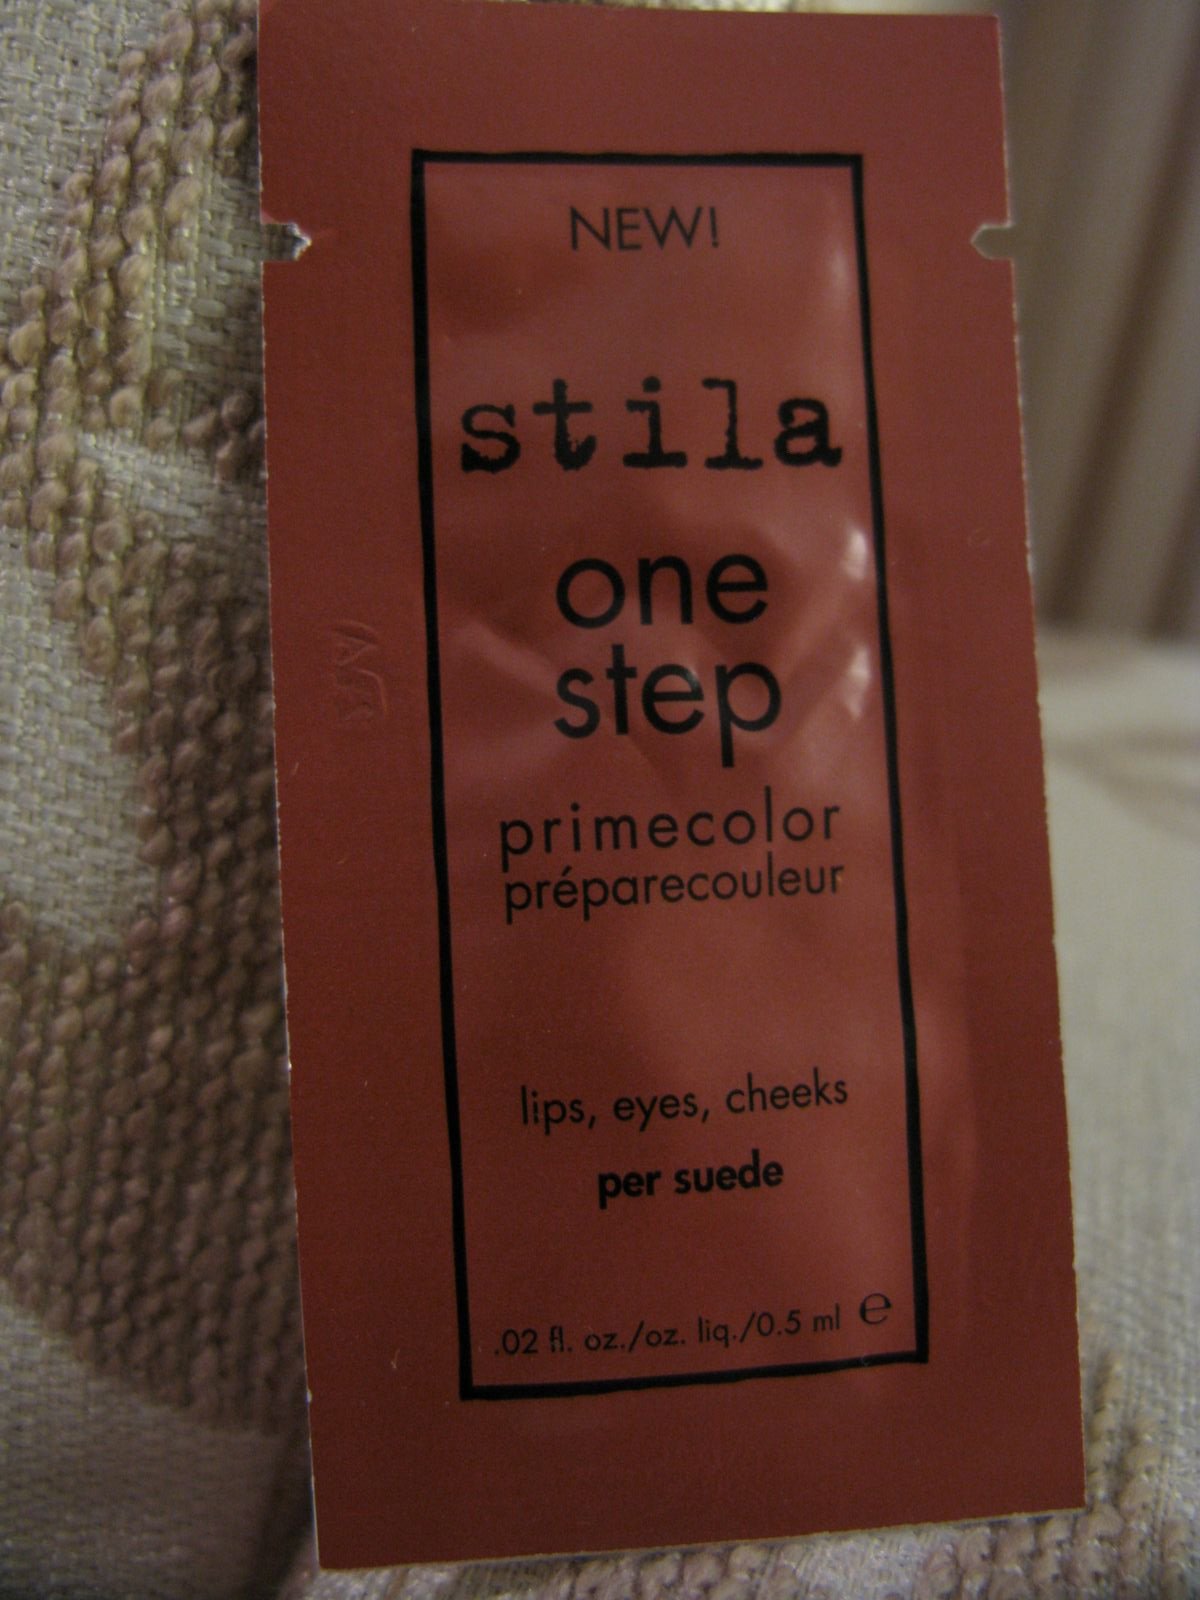 NEW!
stila
one
step
primecolor
préparecouleur
lips, eyes, cheeks
per suede
.02 fl. oz./oz. liq./0.5 ml ℮